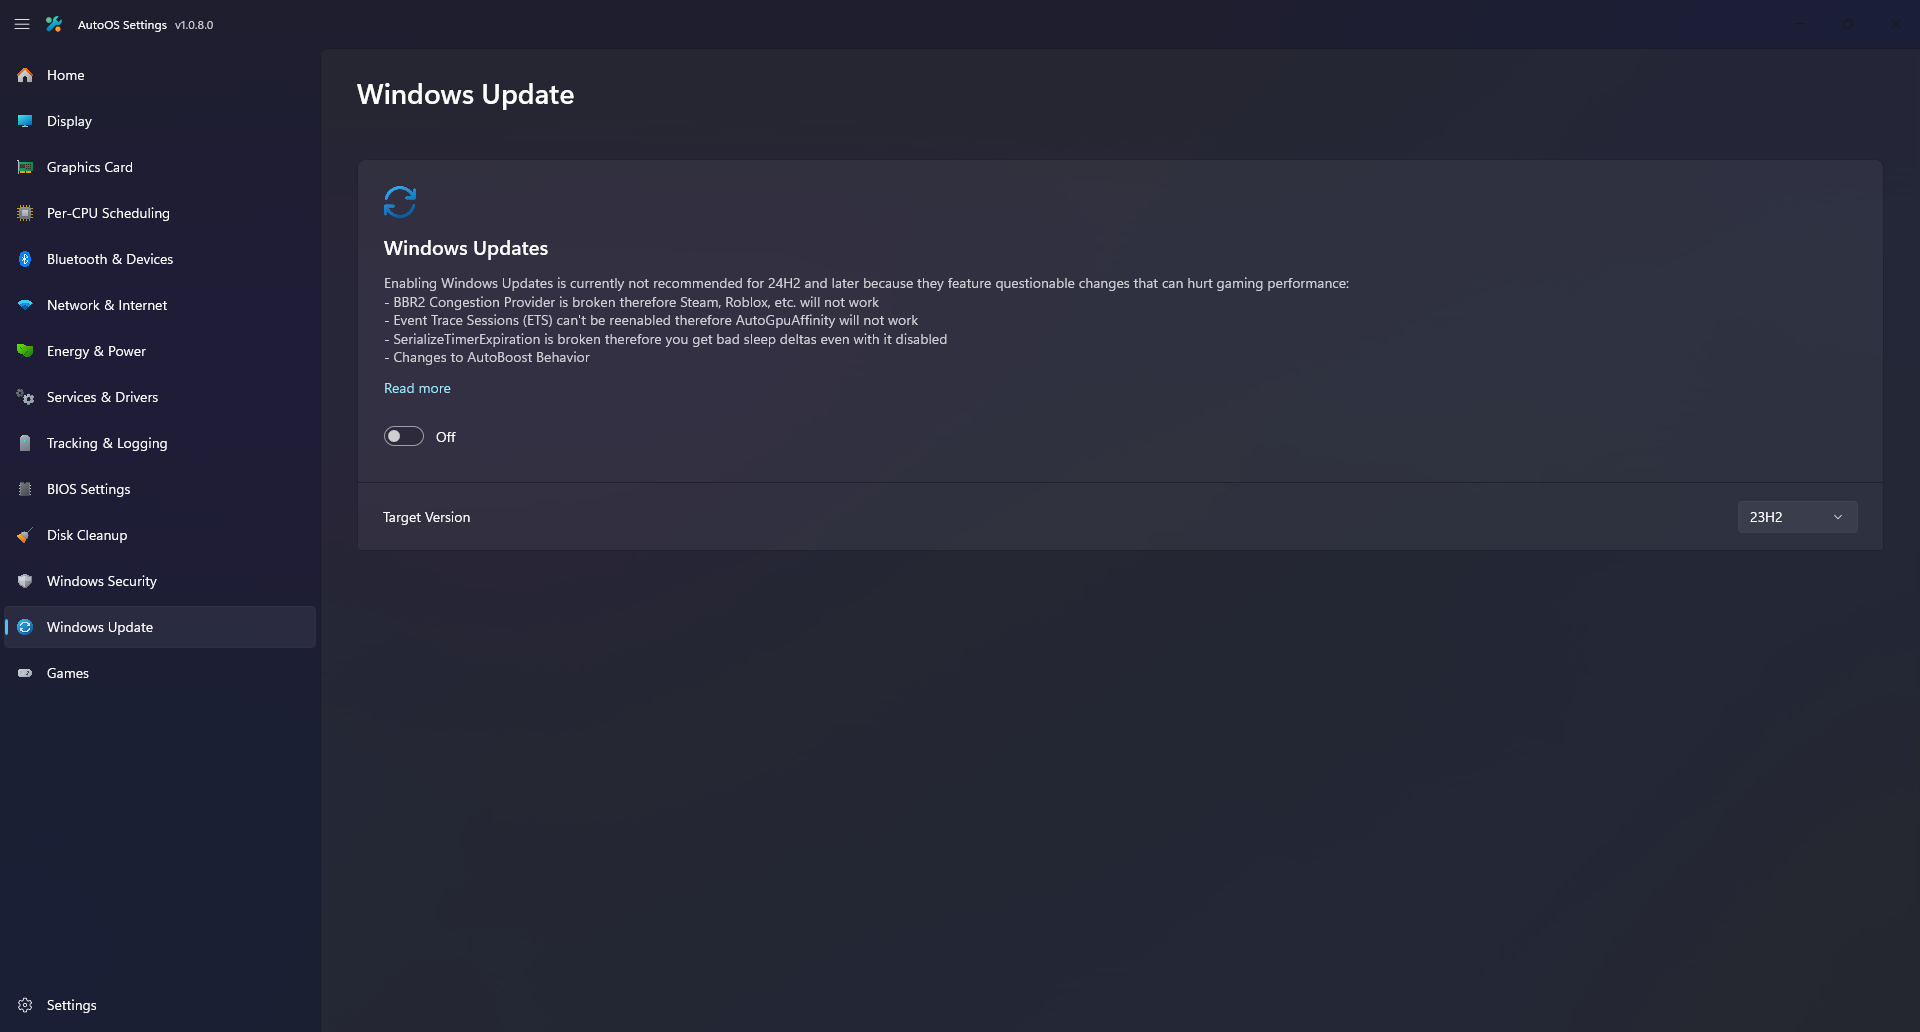 AutoOS Settings v1.0.8.0
Home
Display
Graphics Card
Per-CPU Scheduling
Bluetooth & Devices
Network & Internet
Energy & Power
Services & Drivers
Tracking & Logging
BIOS Settings
Disk Cleanup
Windows Security
Windows Update
Games
Settings
Windows Update
Windows Updates
Enabling Windows Updates is currently not recommended for 24H2 and later because they feature questionable changes that can hurt gaming performance:
- BBR2 Congestion Provider is broken therefore Steam, Roblox, etc. will not work
- Event Trace Sessions (ETS) can't be reenabled therefore AutoGpuAffinity will not work
- SerializeTimerExpiration is broken therefore you get bad sleep deltas even with it disabled
- Changes to AutoBoost Behavior
Read more
Off
Target Version
23H2